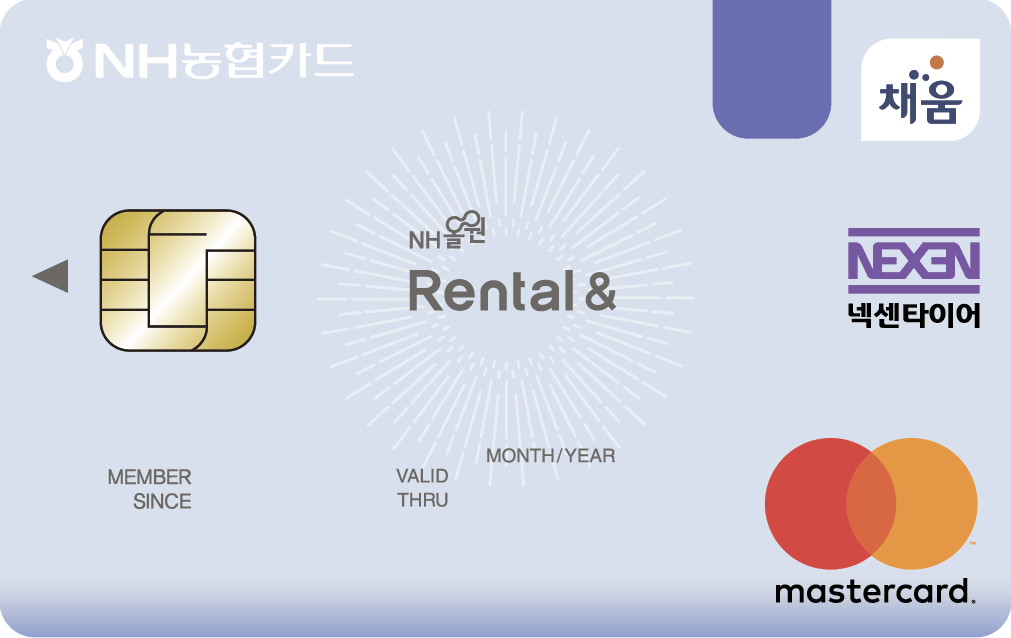 NH농협카드
채움
NH올원
Rental &
NEXEN
넥센타이어
MONTH/YEAR
MEMBER
SINCE
VALID
THRU
mastercard.